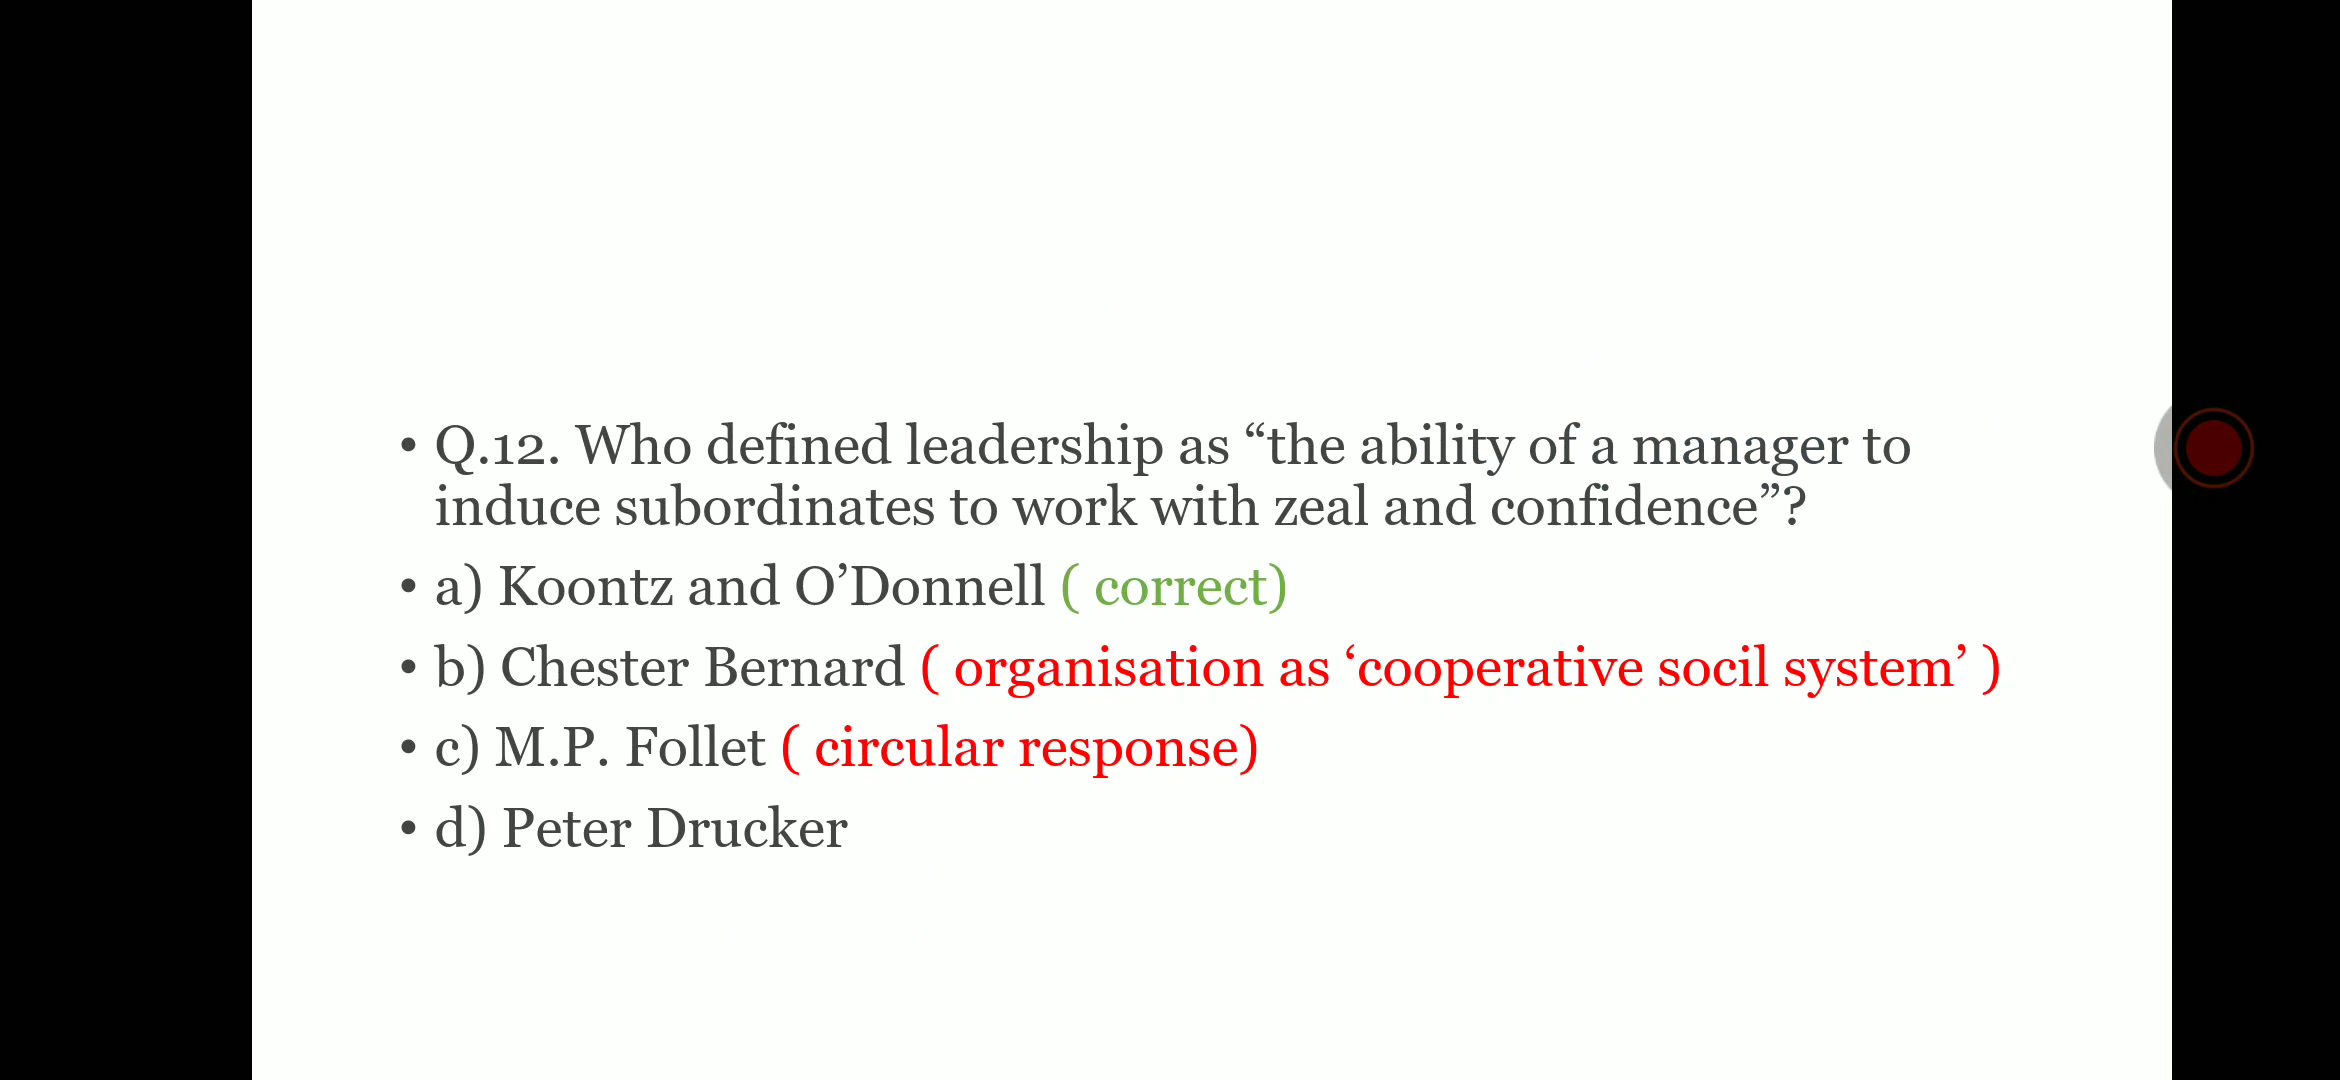 • Q.12. Who defined leadership as “the ability of a manager to
induce subordinates to work with zeal and confidence”?
• a) Koontz and O’Donnell ( correct)
• b) Chester Bernard ( organisation as ‘cooperative socil system’ )
• c) M.P. Follet ( circular response)
• d) Peter Drucker